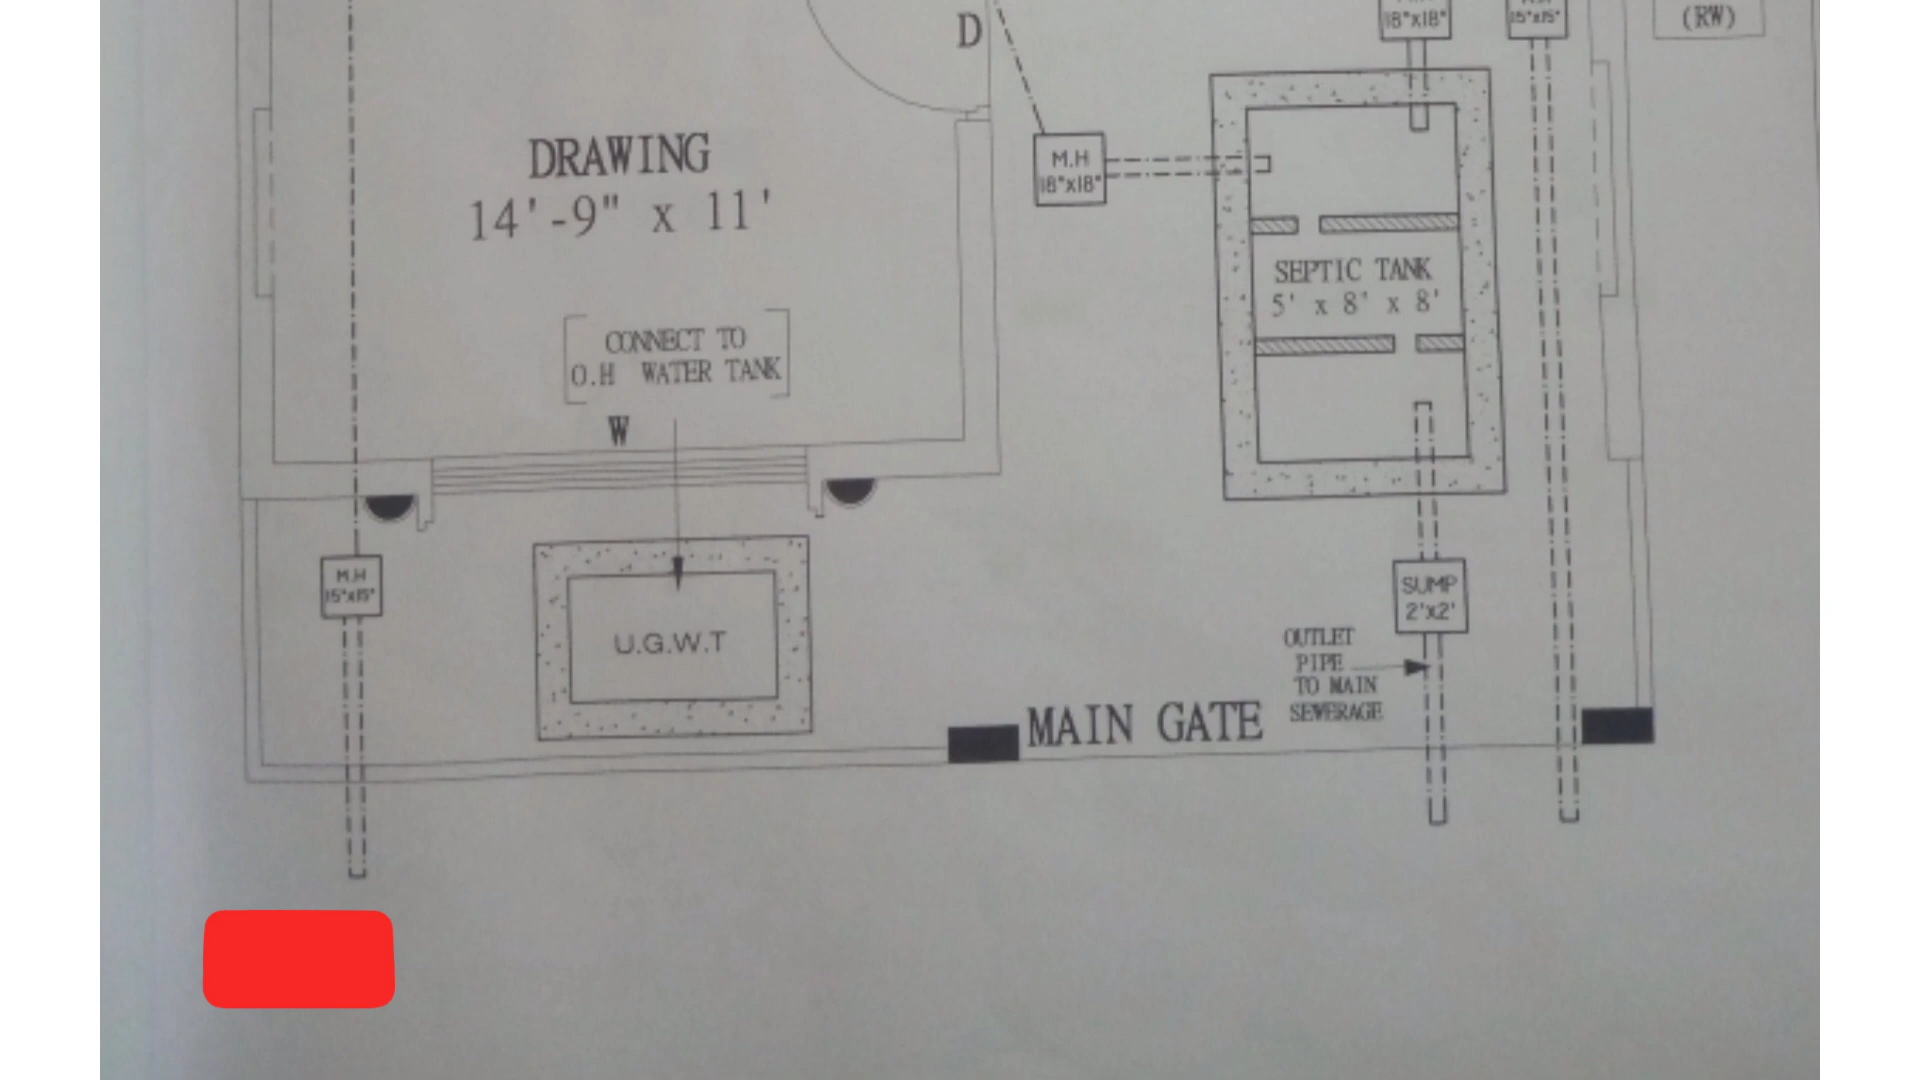 D
18"x18"
15"x15"
(RW)
DRAWING
14'-9" x 11'
M.H
18"x18"
SEPTIC TANK
5' x 8' x 8'
CONNECT TO
O.H WATER TANK
W
M.H
15"x15"
U.G.W.T
SUMP
2'x2'
OUTLET
PIPE
TO MAIN
SEWERAGE
MAIN GATE